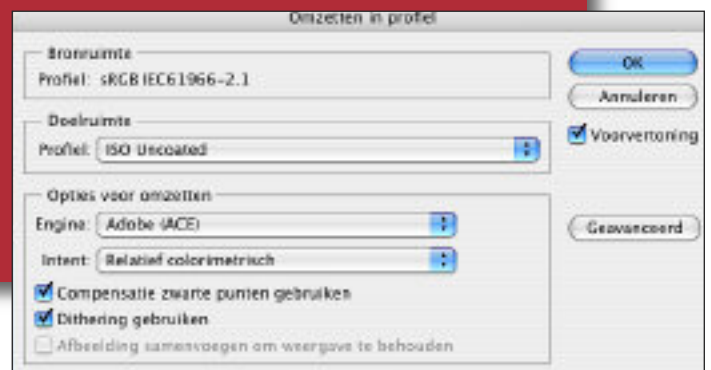 Omzetten in profiel
Bronruimte
Profiel: sRGB IEC61966-2.1
Doelruimte
Profiel: ISO Uncoated
Opties voor omzetten
Engine: Adobe (ACE)
Intent: Relatief colorimetrisch
Compensatie zwarte punten gebruiken
Dithering gebruiken
Afbeelding samenvoegen om weergave te behouden
OK
Annuleren
Voorvertoning
Geavanceerd